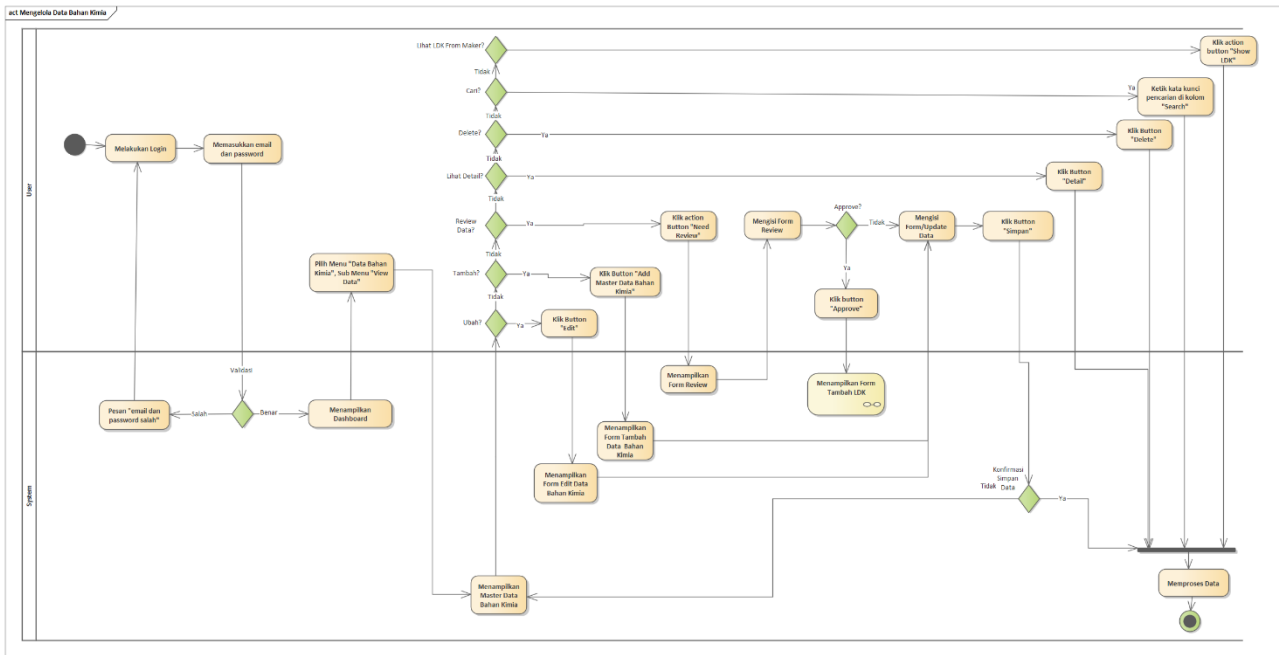 act Mengelola Data Bahan Kimia
User
System
Melakukan Login
Memasukkan email
dan password
Validasi
Salah
Benar
Pesan "email dan
password salah"
Menampilkan
Dashboard
Pilih Menu "Data Bahan
Kimia", Sub Menu "View
Data"
Menampilkan
Master Data
Bahan Kimia
Lihat LDK From Maker?
Tidak
Klik action
button "Show
LDK"
Cari?
Ya
Tidak
Ketik kata kunci
pencarian di kolom
"Search"
Delete?
Ya
Tidak
Klik Button
"Delete"
Lihat Detail?
Ya
Tidak
Klik Button
"Detail"
Review
Data?
Ya
Tidak
Klik action
Button "Need
Review"
Mengisi Form
Review
Approve?
Tidak
Ya
Mengisi
Form/Update
Data
Klik Button
"Simpan"
Tambah?
Ya
Tidak
Klik Button "Add
Master Data Bahan
Kimia"
Klik button
"Approve"
Ubah?
Ya
Klik Button
"Edit"
Menampilkan
Form Review
Menampilkan Form
Tambah LDK
Menampilkan
Form Tambah
Data Bahan
Kimia
Menampilkan
Form Edit Data
Bahan Kimia
Konfirmasi
Simpan
Data
Tidak
Ya
Memproses Data